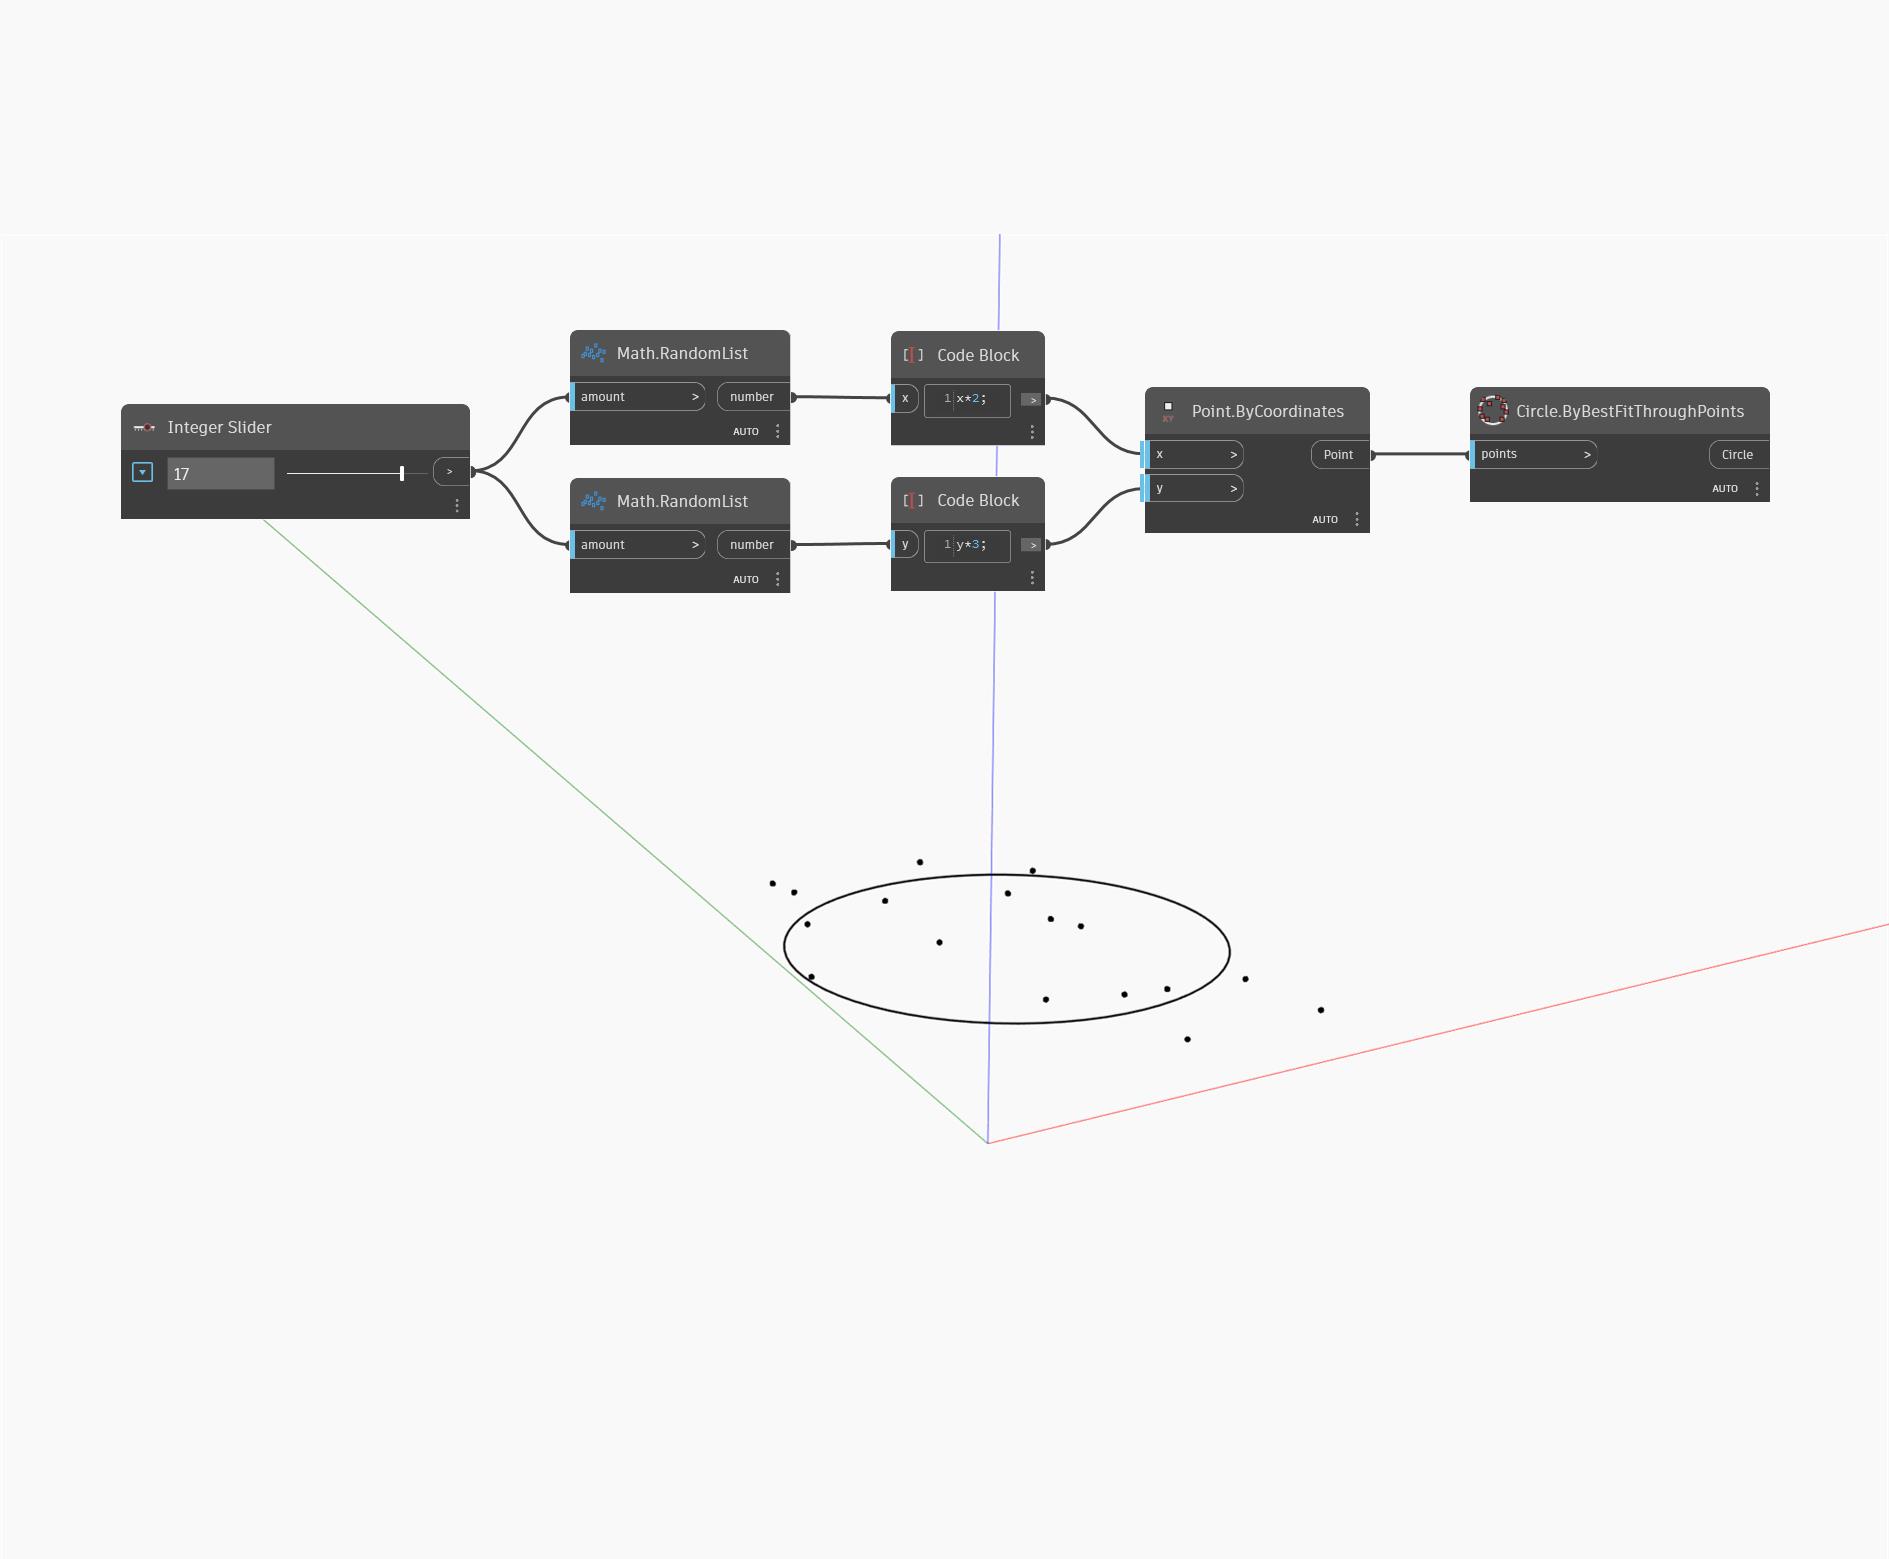 Integer Slider
17
>
Math.RandomList
amount >
number
AUTO
Math.RandomList
amount >
number
AUTO
Code Block
x
1 x*2;
>
Code Block
y
1 y*3;
>
XY
Point.ByCoordinates
x >
Point
y >
AUTO
Circle.ByBestFitThroughPoints
points >
Circle
AUTO